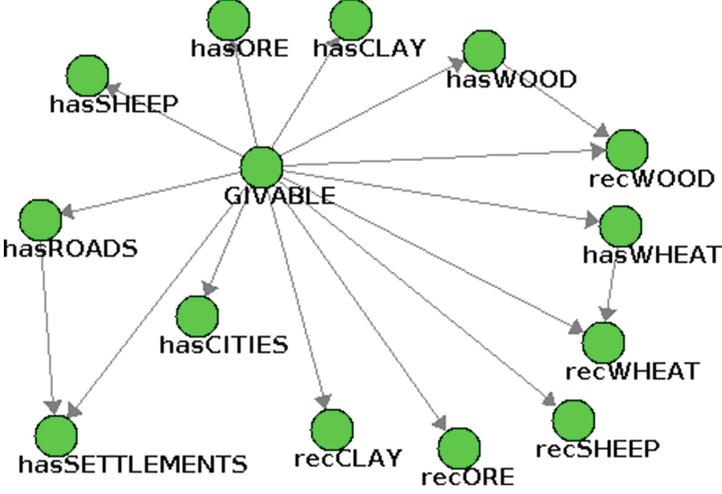 hasORE
hasCLAY
hasWOOD
hasSHEEP
recWOOD
GIVABLE
hasROADS
hasWHEAT
hasCITIES
recWHEAT
hasSETTLEMENTS
recCLAY
recORE
recSHEEP